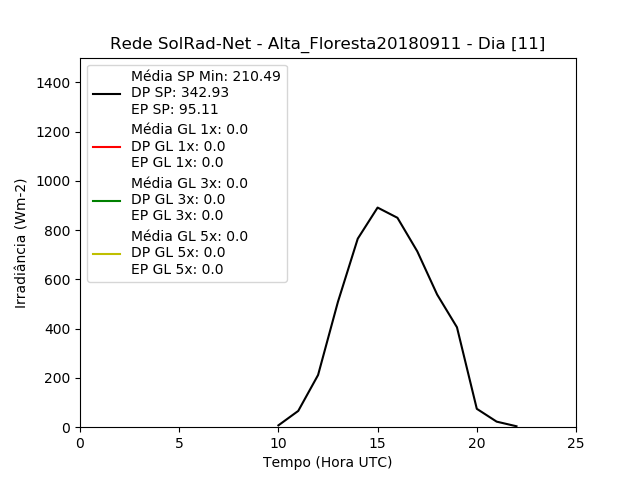 Rede SolRad-Net - Alta_Floresta20180911 - Dia [11]
Média SP Min: 210.49
DP SP: 342.93
EP SP: 95.11
Média GL 1x: 0.0
DP GL 1x: 0.0
EP GL 1x: 0.0
Média GL 3x: 0.0
DP GL 3x: 0.0
EP GL 3x: 0.0
Média GL 5x: 0.0
DP GL 5x: 0.0
EP GL 5x: 0.0
Irradiância (Wm-2)
1400
1200
1000
800
600
400
200
0
0 5 10 15 20 25
Tempo (Hora UTC)